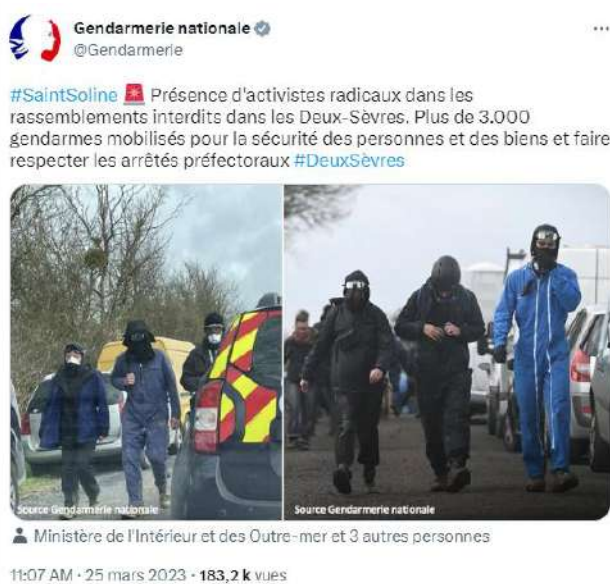 Gendarmerie nationale
@Gendarmerie
#SaintSoline 🚨 Présence d'activistes radicaux dans les
rassemblements interdits dans les Deux-Sèvres. Plus de 3.000
gendarmes mobilisés pour la sécurité des personnes et des biens et faire
respecter les arrêtés préfectoraux #DeuxSèvres
Source Gendarmerie nationale
Source Gendarmerie nationale
Ministère de l'Intérieur et des Outre-mer et 3 autres personnes
11:07 AM · 25 mars 2023 · 183,2 k vues